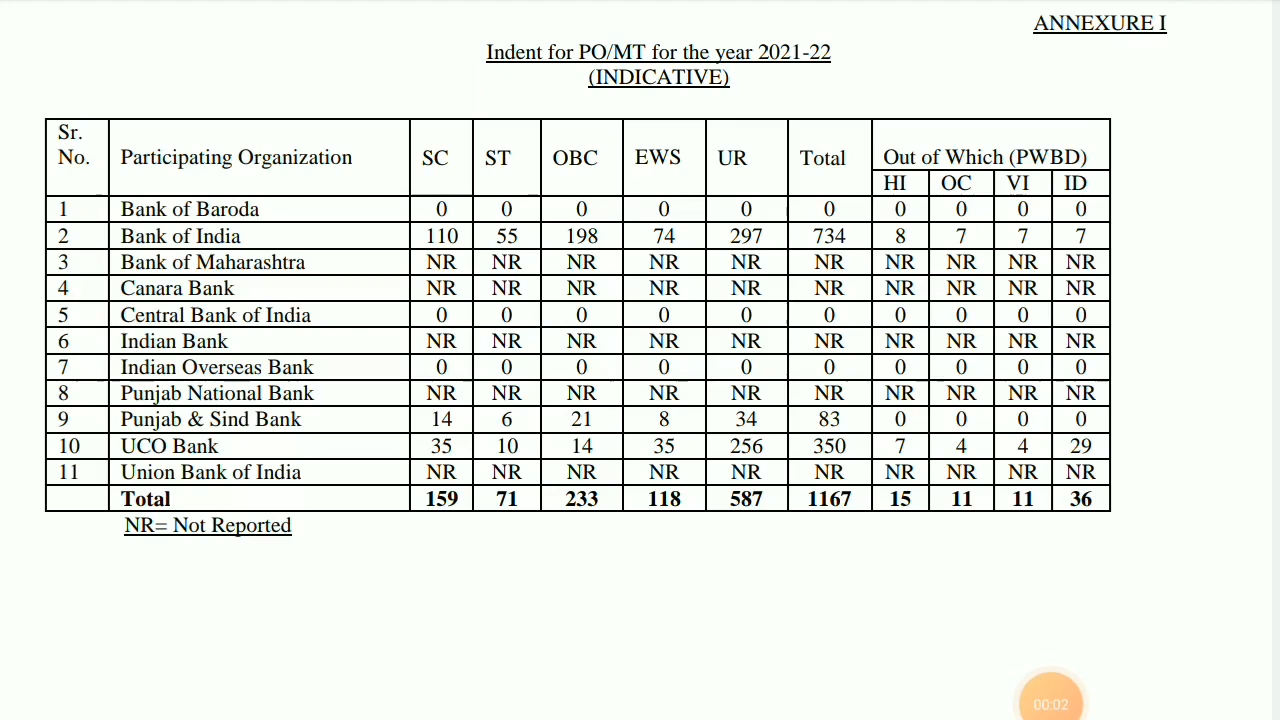 ANNEXURE I
Indent for PO/MT for the year 2021-22
(INDICATIVE)
Sr. No. Participating Organization SC ST OBC EWS UR Total Out of Which (PWBD)
HI OC VI ID
1 Bank of Baroda 0 0 0 0 0 0 0 0 0 0
2 Bank of India 110 55 198 74 297 734 8 7 7 7
3 Bank of Maharashtra NR NR NR NR NR NR NR NR NR NR
4 Canara Bank NR NR NR NR NR NR NR NR NR NR
5 Central Bank of India 0 0 0 0 0 0 0 0 0 0
6 Indian Bank NR NR NR NR NR NR NR NR NR NR
7 Indian Overseas Bank 0 0 0 0 0 0 0 0 0 0
8 Punjab National Bank NR NR NR NR NR NR NR NR NR NR
9 Punjab & Sind Bank 14 6 21 8 34 83 0 0 0 0
10 UCO Bank 35 10 14 35 256 350 7 4 4 29
11 Union Bank of India NR NR NR NR NR NR NR NR NR NR
Total 159 71 233 118 587 1167 15 11 11 36
NR= Not Reported
00:02